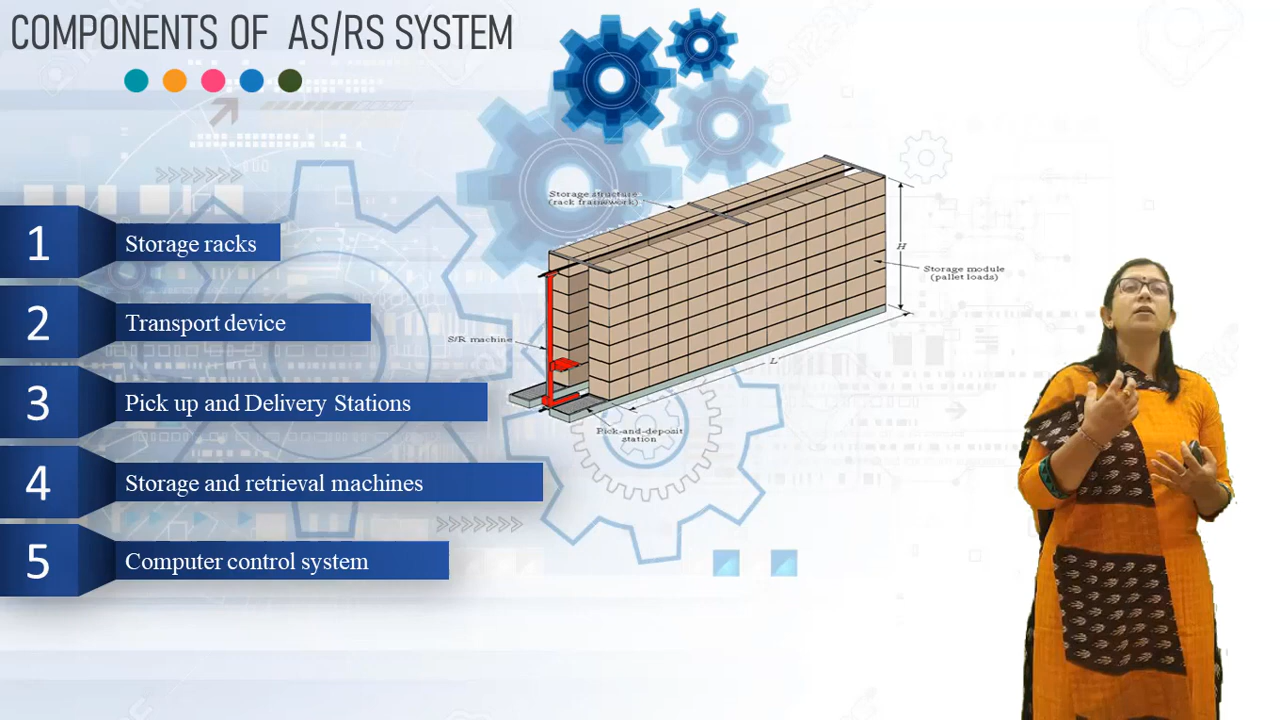 COMPONENTS OF AS/RS SYSTEM
1 Storage racks
2 Transport device
3 Pick up and Delivery Stations
4 Storage and retrieval machines
5 Computer control system
Storage structure
(rack framework)
H
Storage module
(pallet loads)
S/R machine
L
Pick-and-deposit
station